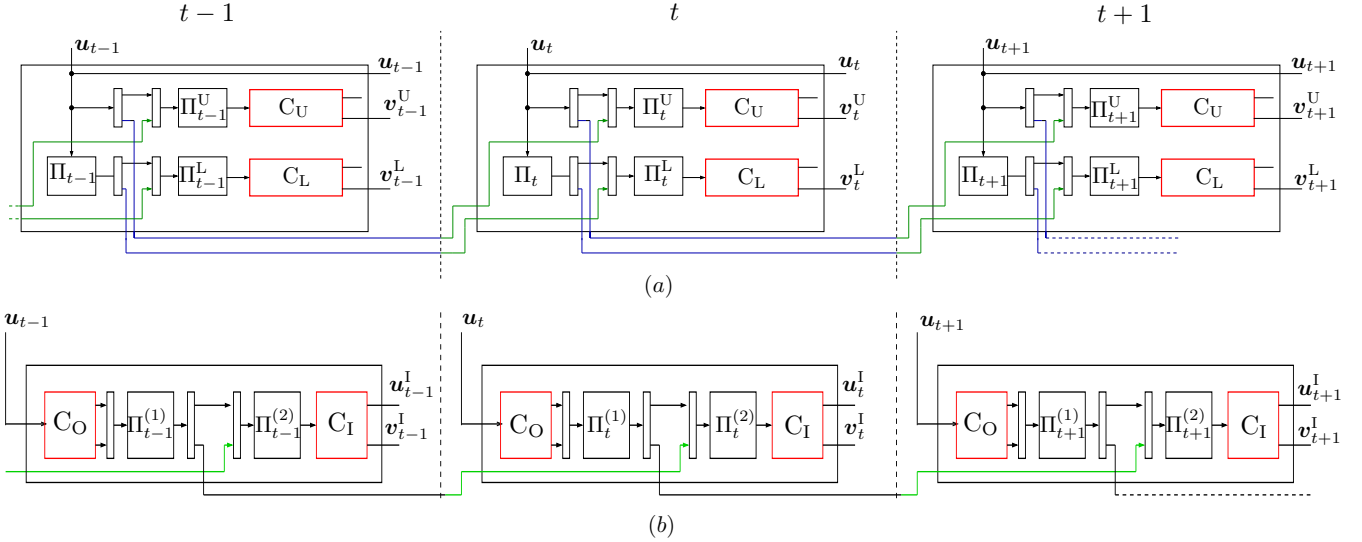 t − 1 t t + 1
u_{t−1} u_t u_{t+1}
u_{t−1} u_t u_{t+1}
Π^U_{t−1} C_U v^U_{t−1} Π^U_t C_U v^U_t Π^U_{t+1} C_U v^U_{t+1}
Π_{t−1} Π^L_{t−1} C_L v^L_{t−1} Π_t Π^L_t C_L v^L_t Π_{t+1} Π^L_{t+1} C_L v^L_{t+1}
(a)
u_{t−1} u_t u_{t+1}
u^I_{t−1} u^I_t u^I_{t+1}
C_O Π^{(1)}_{t−1} Π^{(2)}_{t−1} C_I v^I_{t−1} C_O Π^{(1)}_t Π^{(2)}_t C_I v^I_t C_O Π^{(1)}_{t+1} Π^{(2)}_{t+1} C_I v^I_{t+1}
(b)